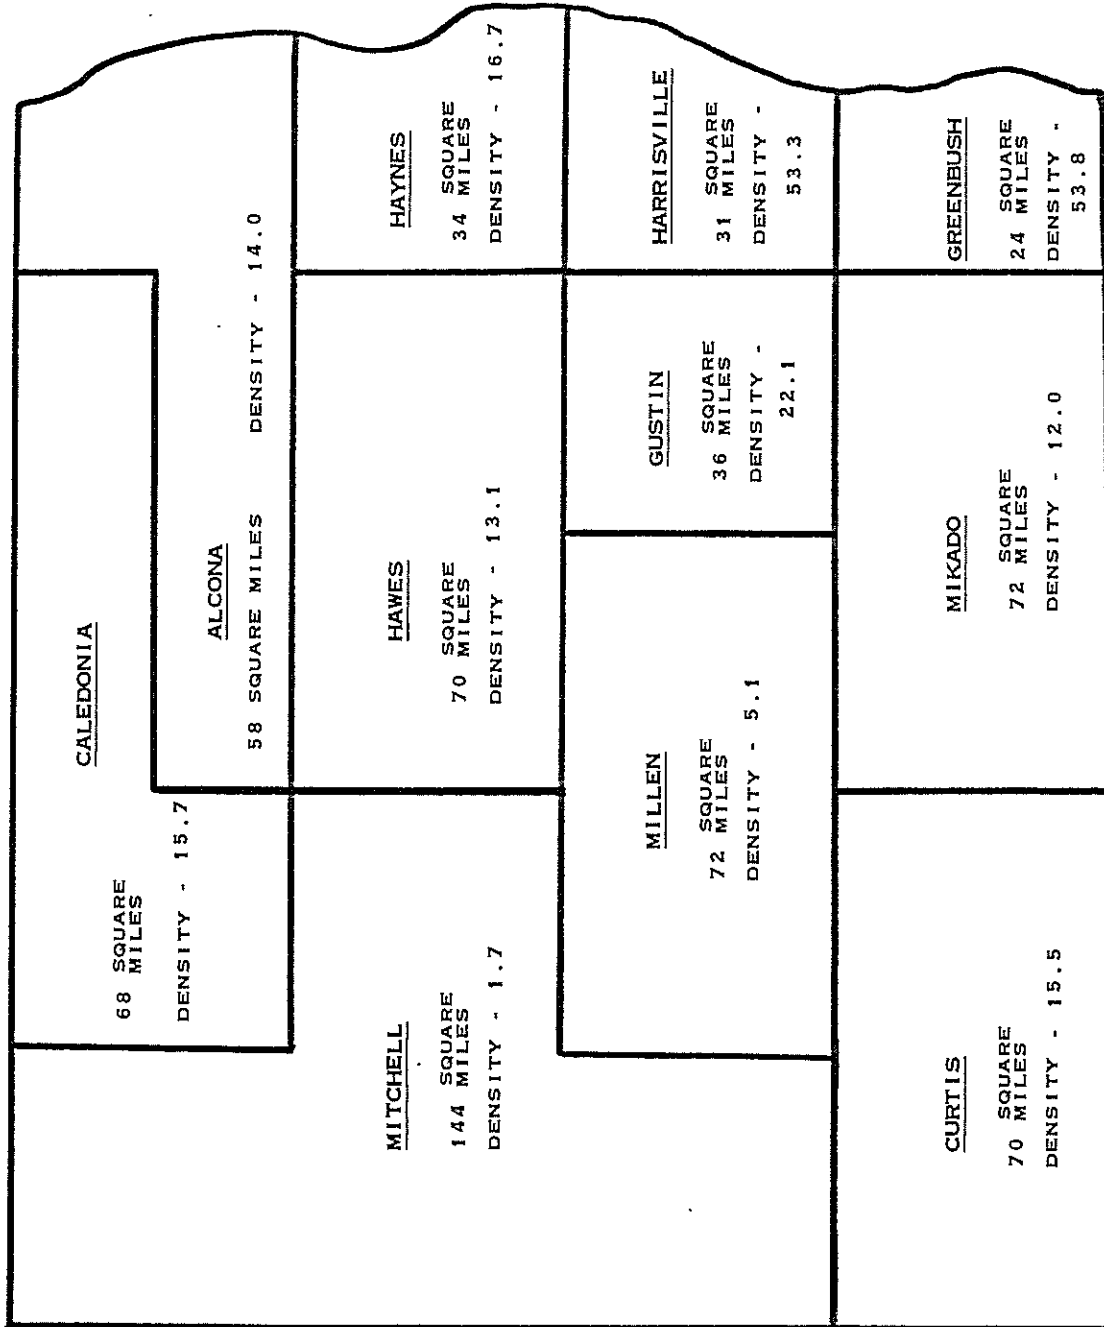 CALEDONIA
68 SQUARE
MILES
DENSITY - 15.7
ALCONA
58 SQUARE MILES DENSITY - 14.0
MITCHELL
144 SQUARE
MILES
DENSITY - 1.7
HAWES
70 SQUARE
MILES
DENSITY - 13.1
HAYNES
34 SQUARE
MILES
DENSITY - 16.7
MILLEN
72 SQUARE
MILES
DENSITY - 5.1
GUSTIN
36 SQUARE
MILES
DENSITY -
22.1
HARRISVILLE
31 SQUARE
MILES
DENSITY -
53.3
CURTIS
70 SQUARE
MILES
DENSITY - 15.5
MIKADO
72 SQUARE
MILES
DENSITY - 12.0
GREENBUSH
24 SQUARE
MILES
DENSITY -
53.8